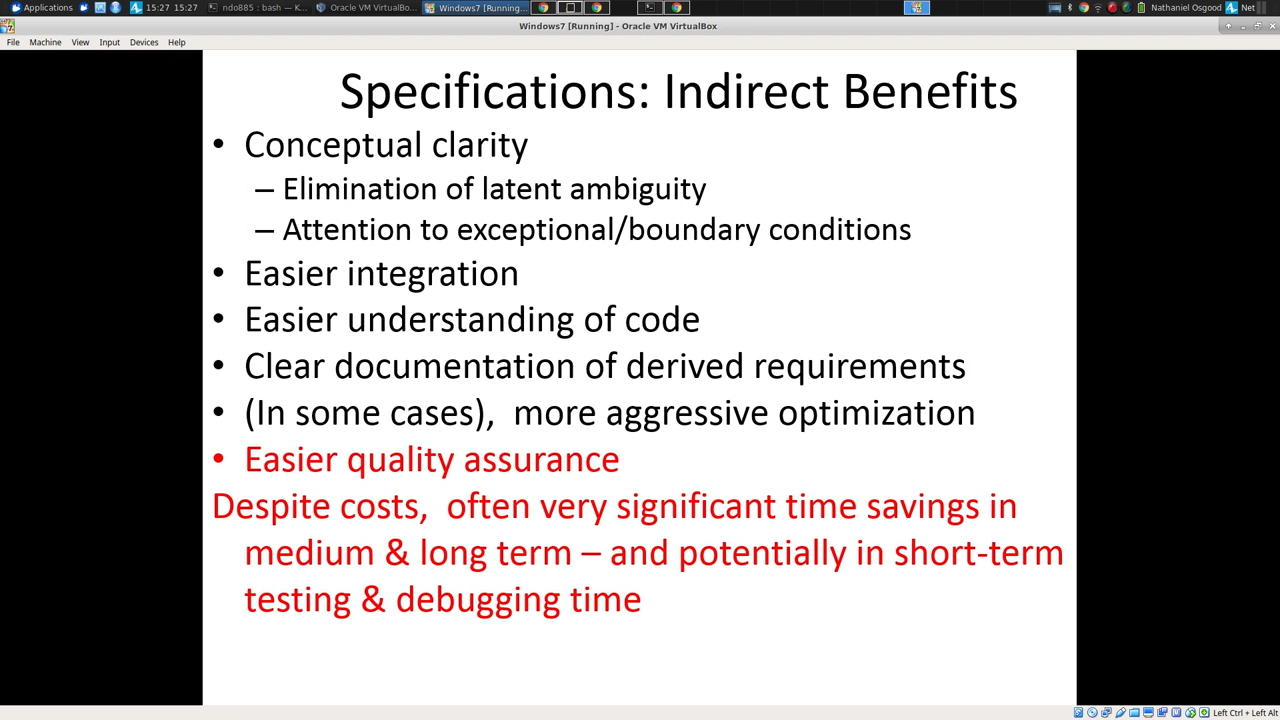 Applications ndo885 : bash — K... 15:27 15:27 Oracle VM VirtualBo... Windows7 [Running... Nathaniel Osgood Net
Windows7 [Running] - Oracle VM VirtualBox
File Machine View Input Devices Help
Specifications: Indirect Benefits
• Conceptual clarity
– Elimination of latent ambiguity
– Attention to exceptional/boundary conditions
• Easier integration
• Easier understanding of code
• Clear documentation of derived requirements
• (In some cases), more aggressive optimization
• Easier quality assurance
Despite costs, often very significant time savings in
medium & long term – and potentially in short-term
testing & debugging time
Left Ctrl + Left Alt